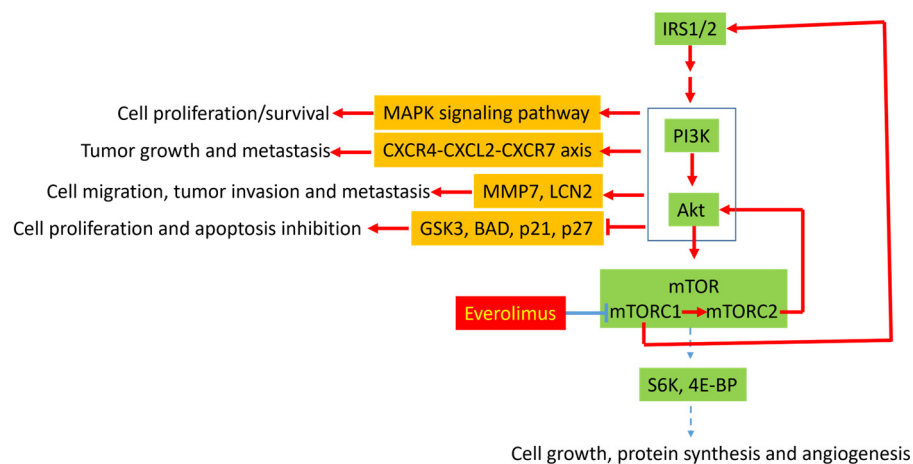 IRS1/2
Cell proliferation/survival
MAPK signaling pathway
PI3K
Tumor growth and metastasis
CXCR4-CXCL2-CXCR7 axis
Cell migration, tumor invasion and metastasis
MMP7, LCN2
Akt
Cell proliferation and apoptosis inhibition
GSK3, BAD, p21, p27
mTOR
Everolimus
mTORC1
mTORC2
S6K, 4E-BP
Cell growth, protein synthesis and angiogenesis